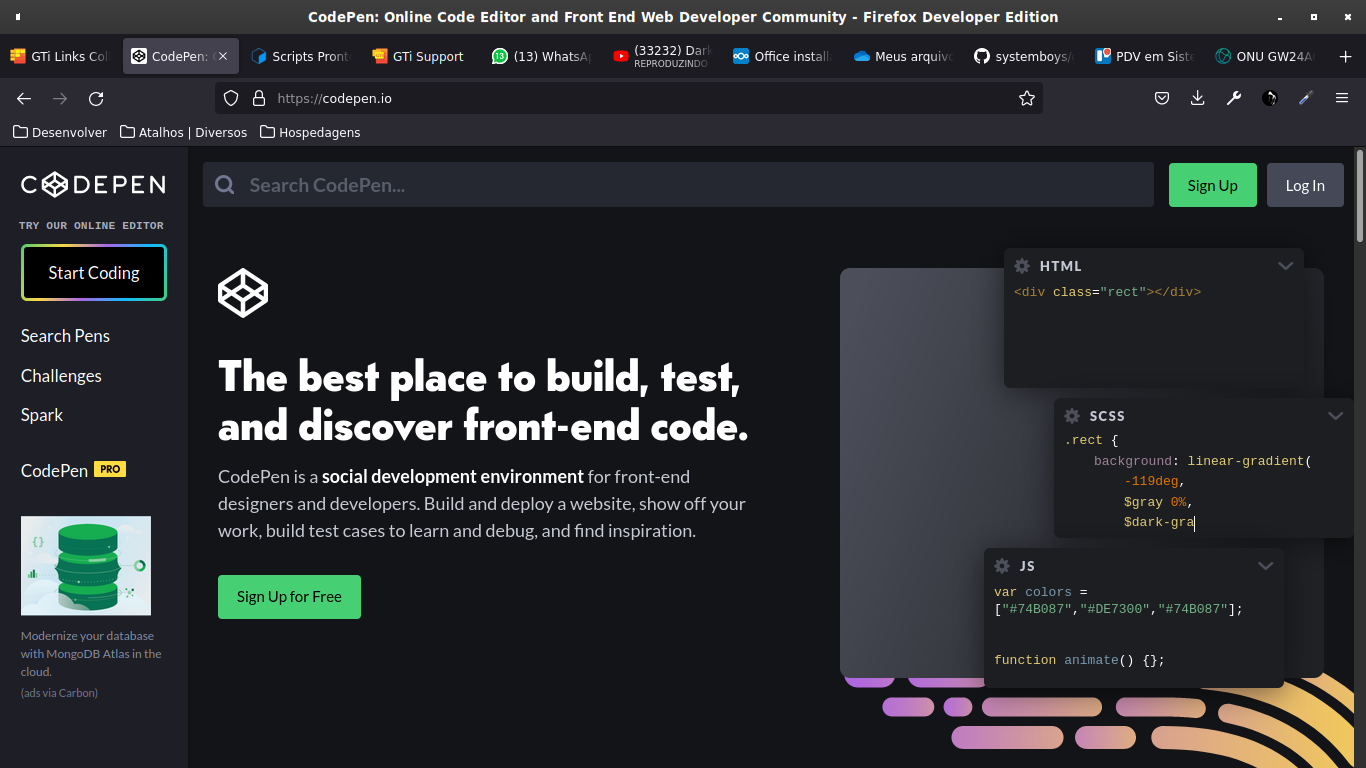 CodePen: Online Code Editor and Front End Web Developer Community - Firefox Developer Edition
GTi Links Col
CodePen:
Scripts Pront
GTi Support
13
(13) WhatsA
(33232) Dark
REPRODUZINDO
Office install
Meus arquivo
systemboys/
PDV em Siste
ONU GW24A
https://codepen.io
Desenvolver
Atalhos | Diversos
Hospedagens
CODEPEN
TRY OUR ONLINE EDITOR
Start Coding
Search Pens
Challenges
Spark
CodePen PRO
Modernize your database
with MongoDB Atlas in the
cloud.
(ads via Carbon)
Search CodePen...
Sign Up
Log In
The best place to build, test,
and discover front-end code.
CodePen is a social development environment for front-end
designers and developers. Build and deploy a website, show off your
work, build test cases to learn and debug, and find inspiration.
Sign Up for Free
HTML
<div class="rect"></div>
SCSS
.rect {
background: linear-gradient(
-119deg,
$gray 0%,
$dark-gra
JS
var colors =
["#74B087","#DE7300","#74B087"];
function animate() {};